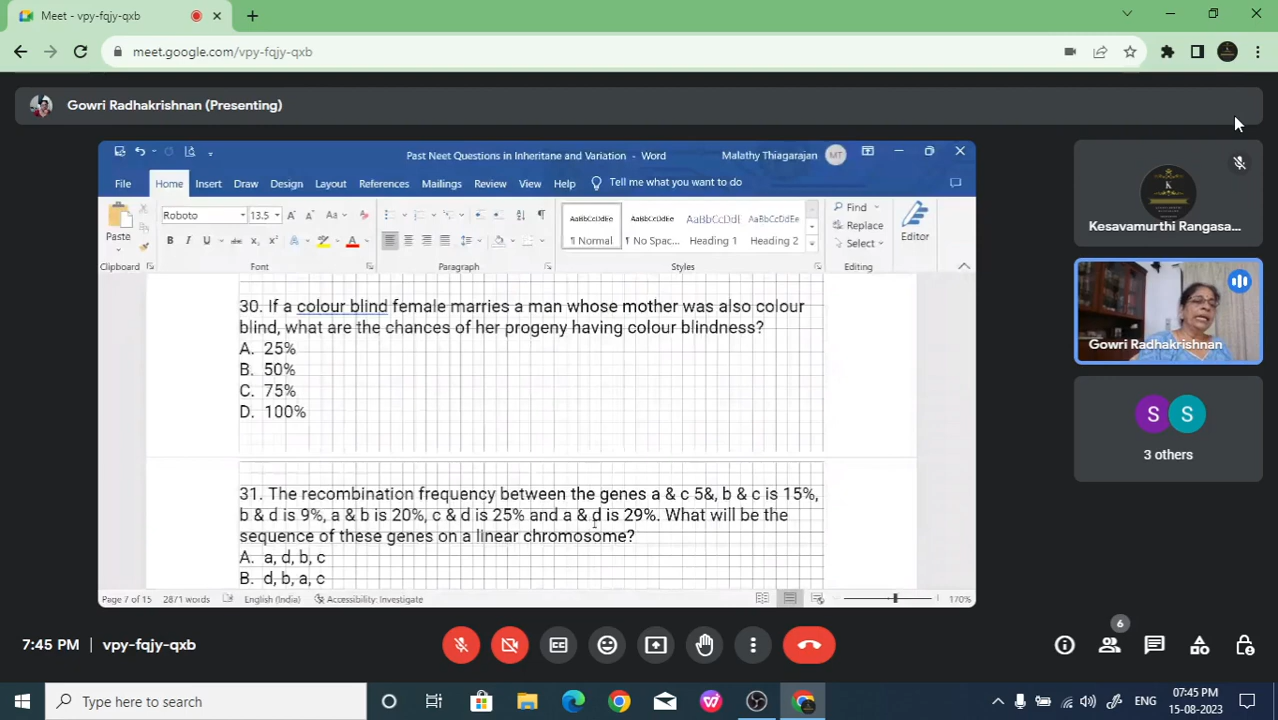 Meet - vpy-fqjy-qxb
meet.google.com/vpy-fqjy-qxb
Gowri Radhakrishnan (Presenting)
Past Neet Questions in Inheritane and Variation - Word
Malathy Thiagarajan
MT
File Home Insert Draw Design Layout References Mailings Review View Help Tell me what you want to do
Paste
Roboto 13.5
AaBbCcDdEe AaBbCcDdEe AaBbCcD( AaBbCcDdE
¶ Normal ¶ No Spac... Heading 1 Heading 2
Find
Replace
Select
Editor
Clipboard Font Paragraph Styles Editing
30. If a colour blind female marries a man whose mother was also colour
blind, what are the chances of her progeny having colour blindness?
A. 25%
B. 50%
C. 75%
D. 100%
31. The recombination frequency between the genes a & c 5&, b & c is 15%,
b & d is 9%, a & b is 20%, c & d is 25% and a & d is 29%. What will be the
sequence of these genes on a linear chromosome?
A. a, d, b, c
B. d, b, a, c
Page 7 of 15 2871 words English (India) Accessibility: Investigate 170%
K
Kesavamurthi Rangasa...
Gowri Radhakrishnan
S S
3 others
7:45 PM | vpy-fqjy-qxb
6
Type here to search
ENG
07:45 PM
15-08-2023